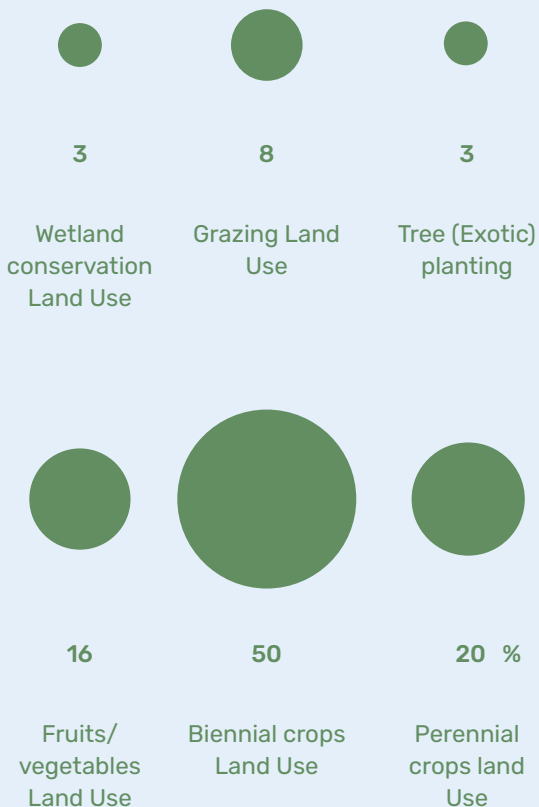 3
Wetland
conservation
Land Use
8
Grazing Land
Use
3
Tree (Exotic)
planting
16
Fruits/
vegetables
Land Use
50
Biennial crops
Land Use
20 %
Perennial
crops land
Use